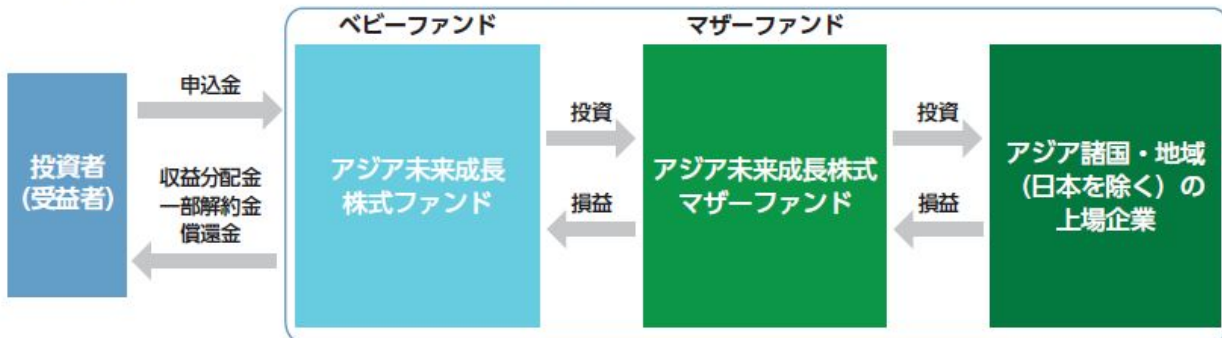 ベビーファンド
マザーファンド
投資者
(受益者)
申込金
収益分配金
一部解約金
償還金
アジア未来成長
株式ファンド
投資
損益
アジア未来成長株式
マザーファンド
投資
損益
アジア諸国・地域
(日本を除く)の
上場企業